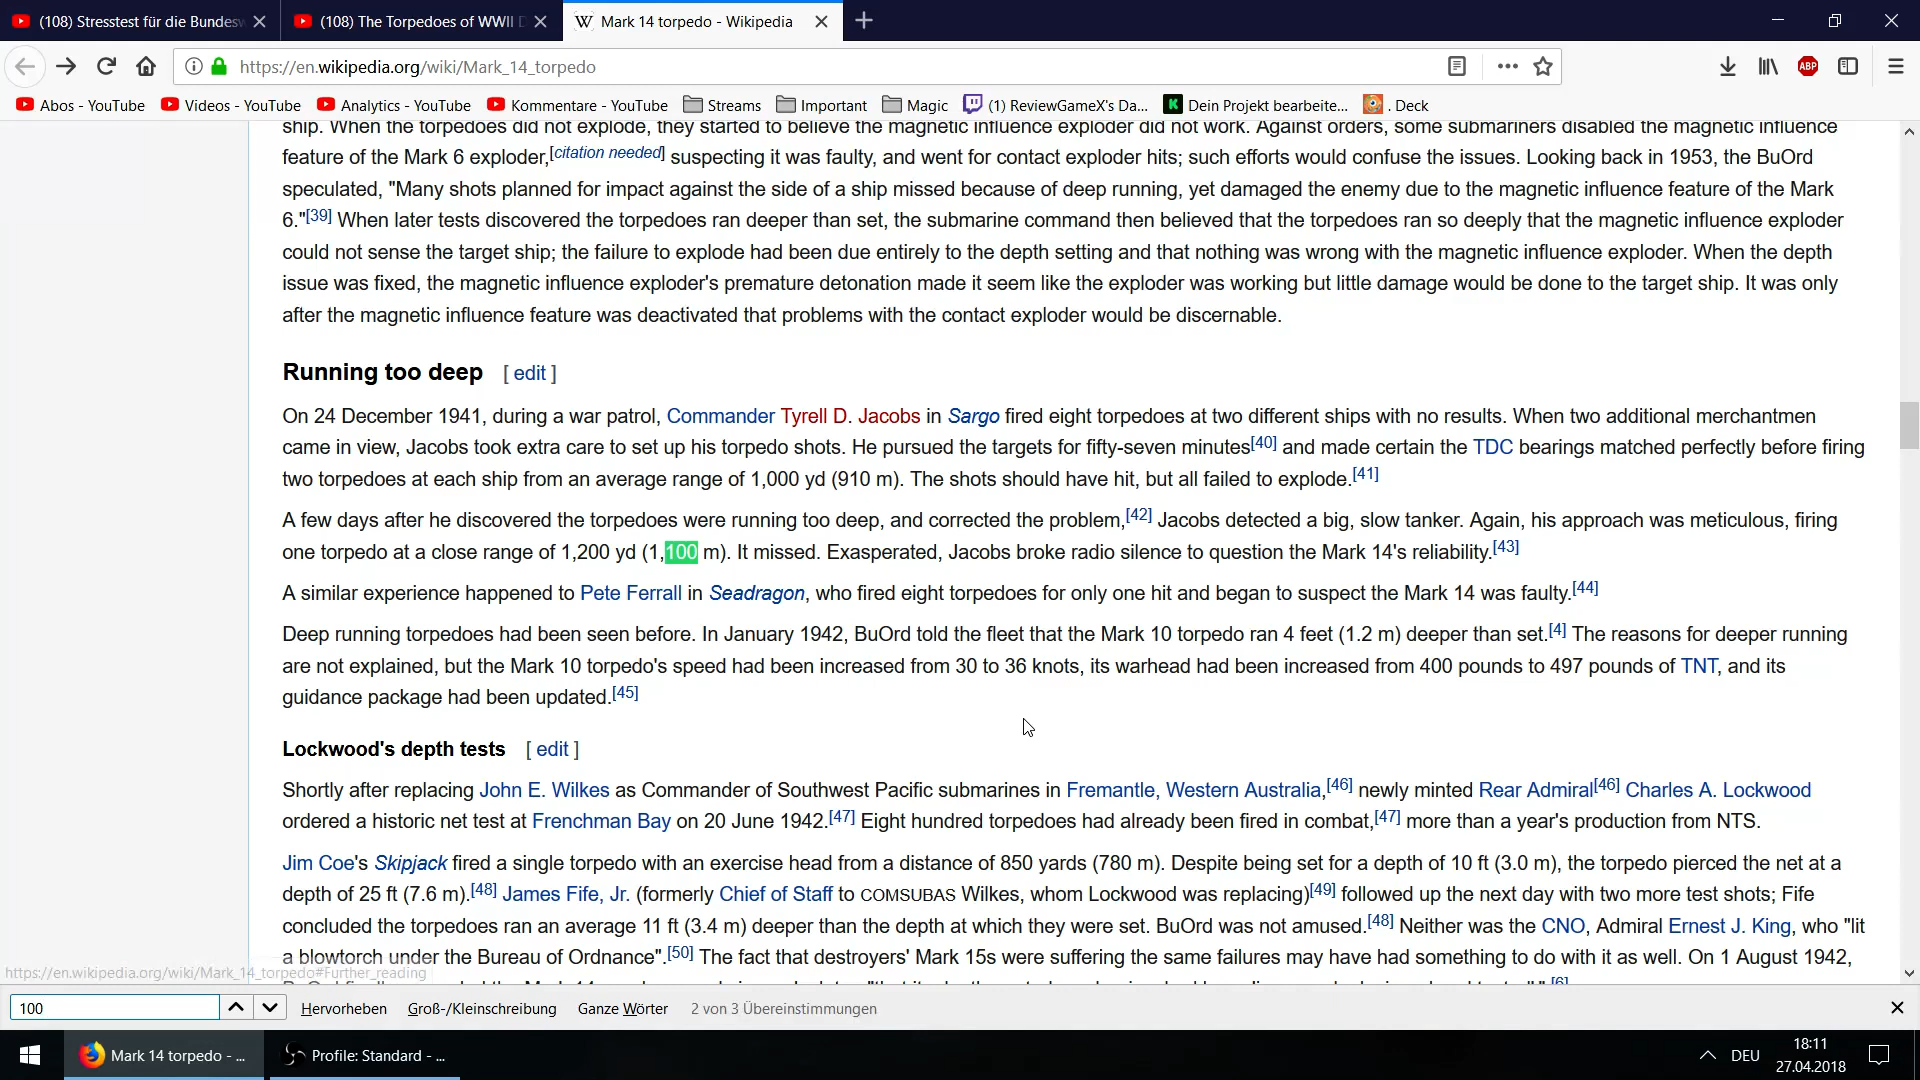 (108) Stresstest für die Bundesw
(108) The Torpedoes of WWII D
W Mark 14 torpedo - Wikipedia
https://en.wikipedia.org/wiki/Mark_14_torpedo
ABP
Abos - YouTube
Videos - YouTube
Analytics - YouTube
Kommentare - YouTube
Streams
Important
Magic
(1) ReviewGameX's Da...
K Dein Projekt bearbeite...
. Deck
ship. When the torpedoes did not explode, they started to believe the magnetic influence exploder did not work. Against orders, some submariners disabled the magnetic influence
feature of the Mark 6 exploder,[citation needed] suspecting it was faulty, and went for contact exploder hits; such efforts would confuse the issues. Looking back in 1953, the BuOrd
speculated, "Many shots planned for impact against the side of a ship missed because of deep running, yet damaged the enemy due to the magnetic influence feature of the Mark
6."[39] When later tests discovered the torpedoes ran deeper than set, the submarine command then believed that the torpedoes ran so deeply that the magnetic influence exploder
could not sense the target ship; the failure to explode had been due entirely to the depth setting and that nothing was wrong with the magnetic influence exploder. When the depth
issue was fixed, the magnetic influence exploder's premature detonation made it seem like the exploder was working but little damage would be done to the target ship. It was only
after the magnetic influence feature was deactivated that problems with the contact exploder would be discernable.
Running too deep [ edit ]
On 24 December 1941, during a war patrol, Commander Tyrell D. Jacobs in Sargo fired eight torpedoes at two different ships with no results. When two additional merchantmen
came in view, Jacobs took extra care to set up his torpedo shots. He pursued the targets for fifty-seven minutes[40] and made certain the TDC bearings matched perfectly before firing
two torpedoes at each ship from an average range of 1,000 yd (910 m). The shots should have hit, but all failed to explode.[41]
A few days after he discovered the torpedoes were running too deep, and corrected the problem,[42] Jacobs detected a big, slow tanker. Again, his approach was meticulous, firing
one torpedo at a close range of 1,200 yd (1,100 m). It missed. Exasperated, Jacobs broke radio silence to question the Mark 14's reliability.[43]
A similar experience happened to Pete Ferrall in Seadragon, who fired eight torpedoes for only one hit and began to suspect the Mark 14 was faulty.[44]
Deep running torpedoes had been seen before. In January 1942, BuOrd told the fleet that the Mark 10 torpedo ran 4 feet (1.2 m) deeper than set.[4] The reasons for deeper running
are not explained, but the Mark 10 torpedo's speed had been increased from 30 to 36 knots, its warhead had been increased from 400 pounds to 497 pounds of TNT, and its
guidance package had been updated.[45]
Lockwood's depth tests [ edit ]
Shortly after replacing John E. Wilkes as Commander of Southwest Pacific submarines in Fremantle, Western Australia,[46] newly minted Rear Admiral[46] Charles A. Lockwood
ordered a historic net test at Frenchman Bay on 20 June 1942.[47] Eight hundred torpedoes had already been fired in combat,[47] more than a year's production from NTS.
Jim Coe's Skipjack fired a single torpedo with an exercise head from a distance of 850 yards (780 m). Despite being set for a depth of 10 ft (3.0 m), the torpedo pierced the net at a
depth of 25 ft (7.6 m).[48] James Fife, Jr. (formerly Chief of Staff to COMSUBAS Wilkes, whom Lockwood was replacing)[49] followed up the next day with two more test shots; Fife
concluded the torpedoes ran an average 11 ft (3.4 m) deeper than the depth at which they were set. BuOrd was not amused.[48] Neither was the CNO, Admiral Ernest J. King, who "lit
a blowtorch under the Bureau of Ordnance".[50] The fact that destroyers' Mark 15s were suffering the same failures may have had something to do with it as well. On 1 August 1942,
https://en.wikipedia.org/wiki/Mark_14_torpedo#Further_reading
100
Hervorheben
Groß-/Kleinschreibung
Ganze Wörter
2 von 3 Übereinstimmungen
Mark 14 torpedo - ...
Profile: Standard - ...
DEU
18:11
27.04.2018